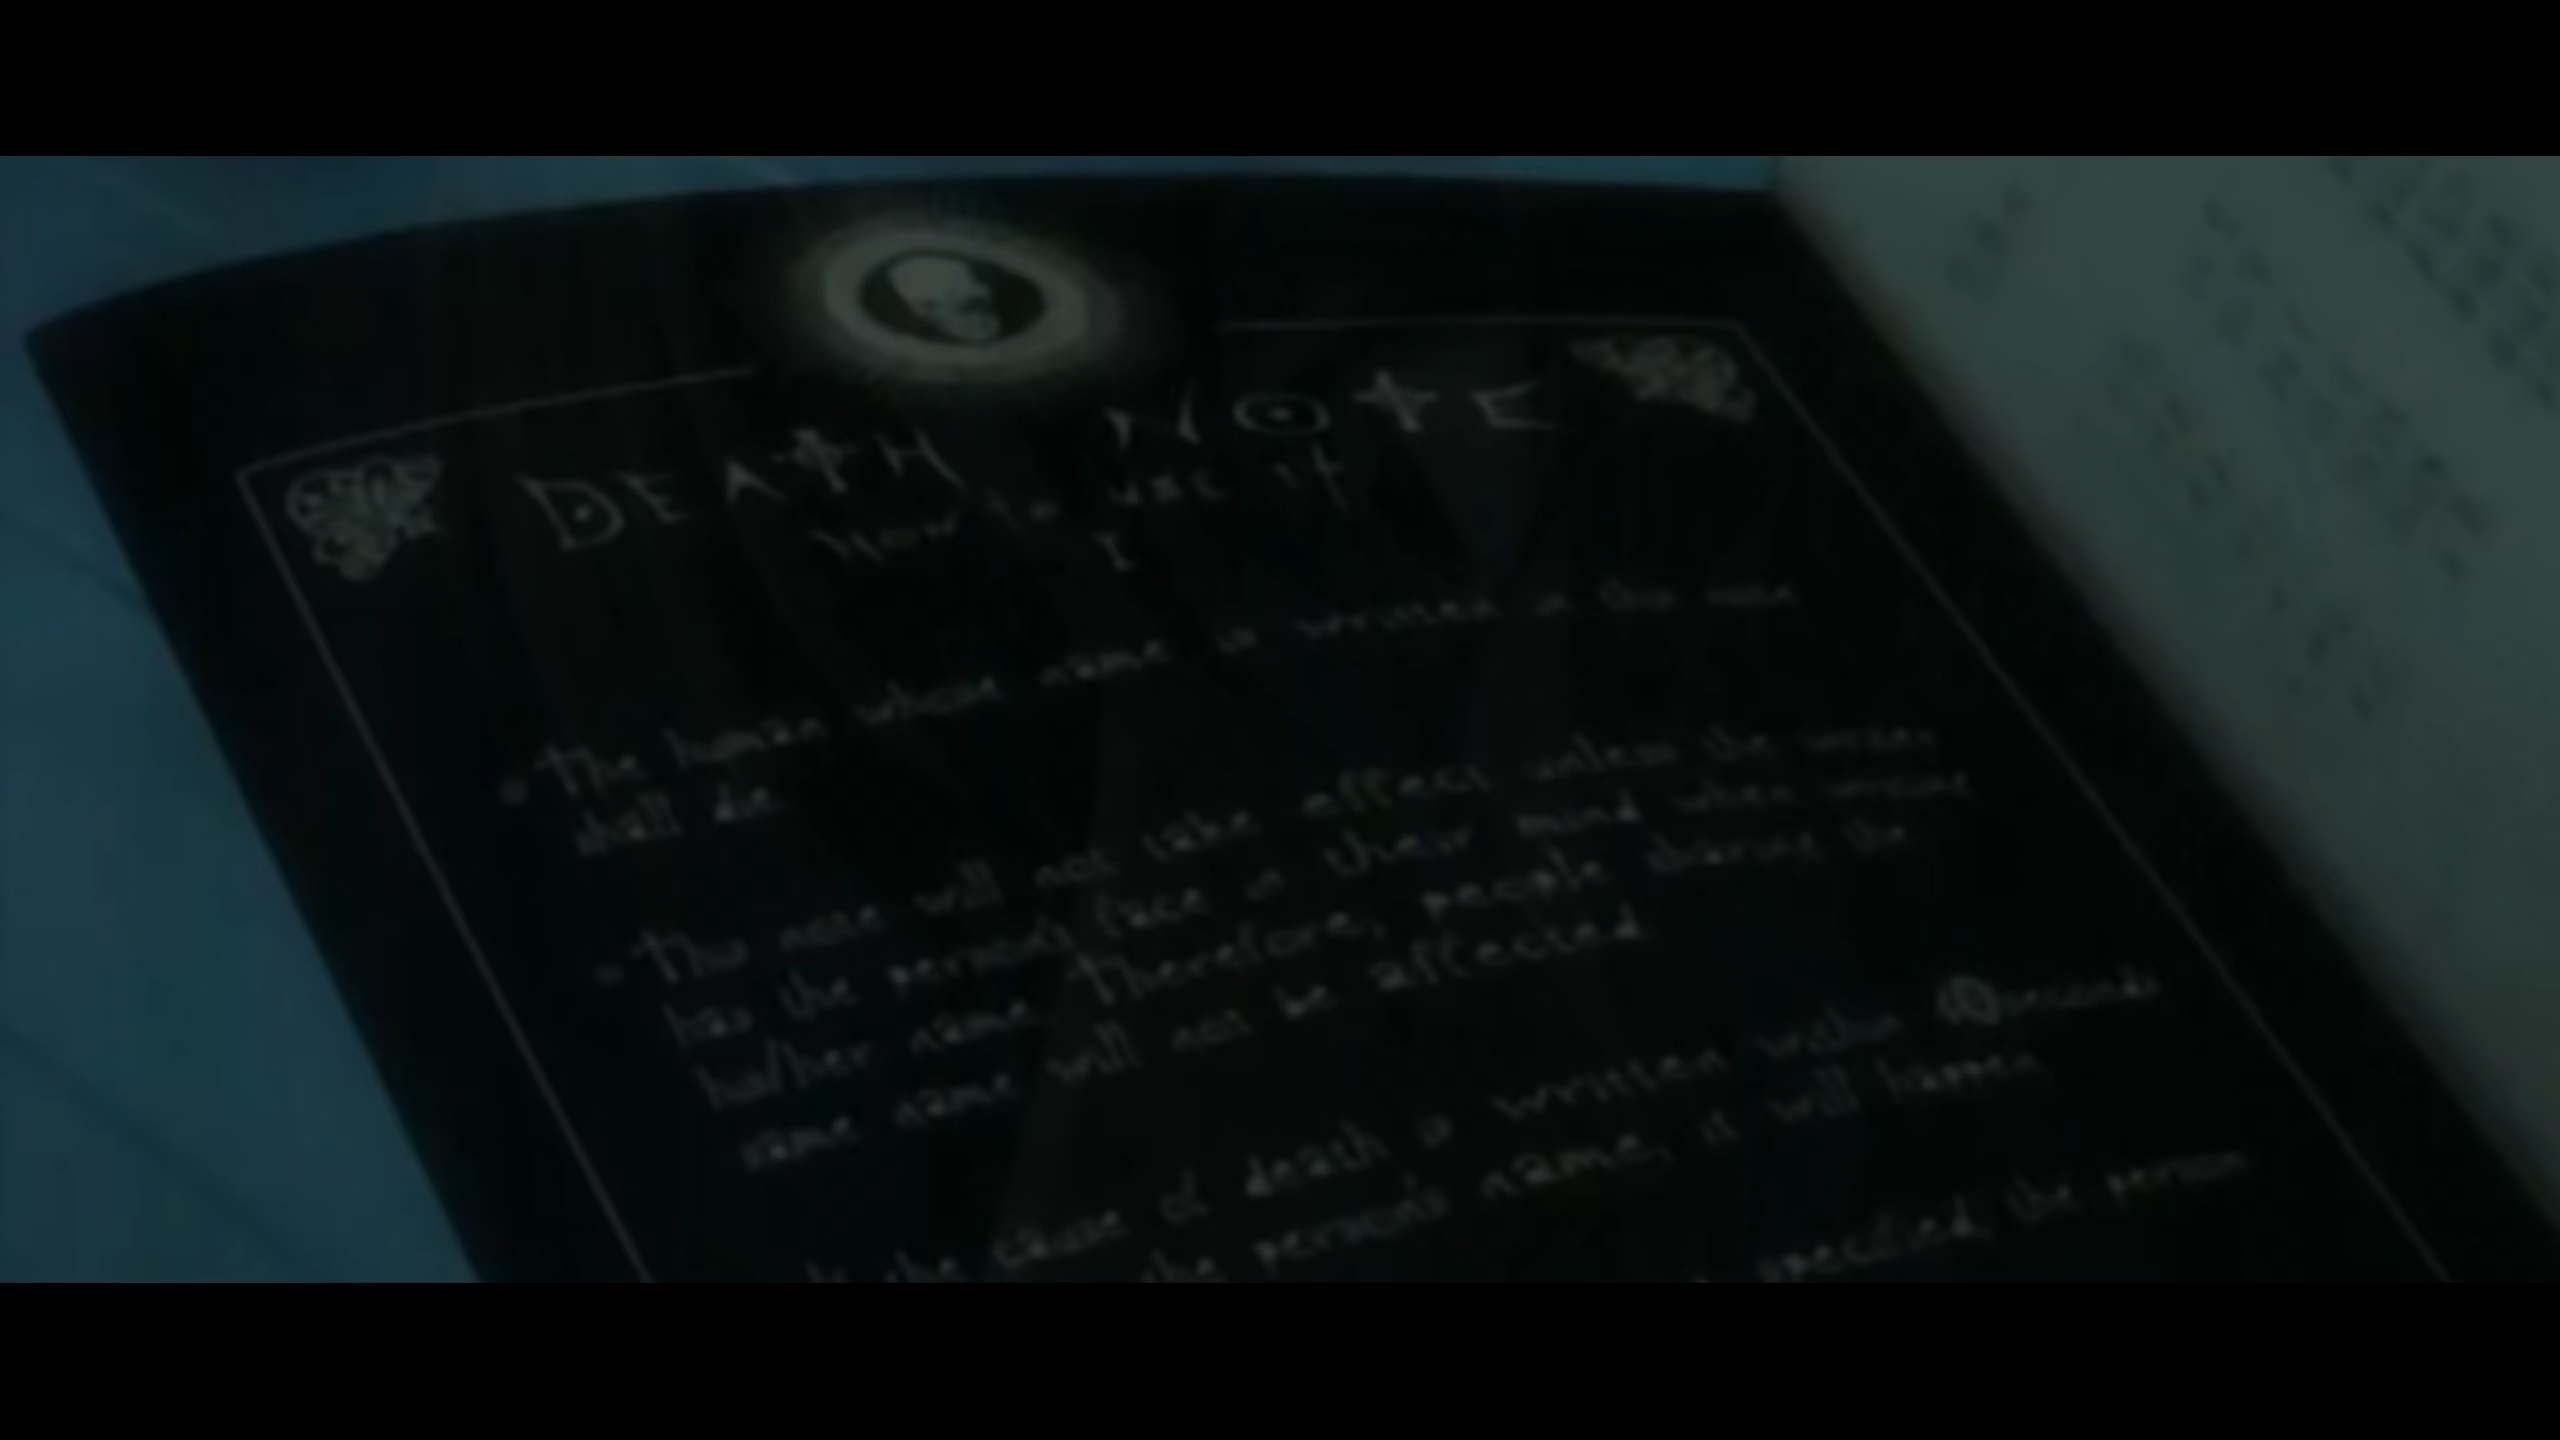 DEATH NOTE
How to use it
I
The human whose name is written in this note
shall die.
This note will not take effect unless the writer
has the person's face in their mind when writing
his/her name. Therefore, people sharing the
same name will not be affected.
the cause of death is written within 40 seconds
the person's name, it will happen.
specified, the person